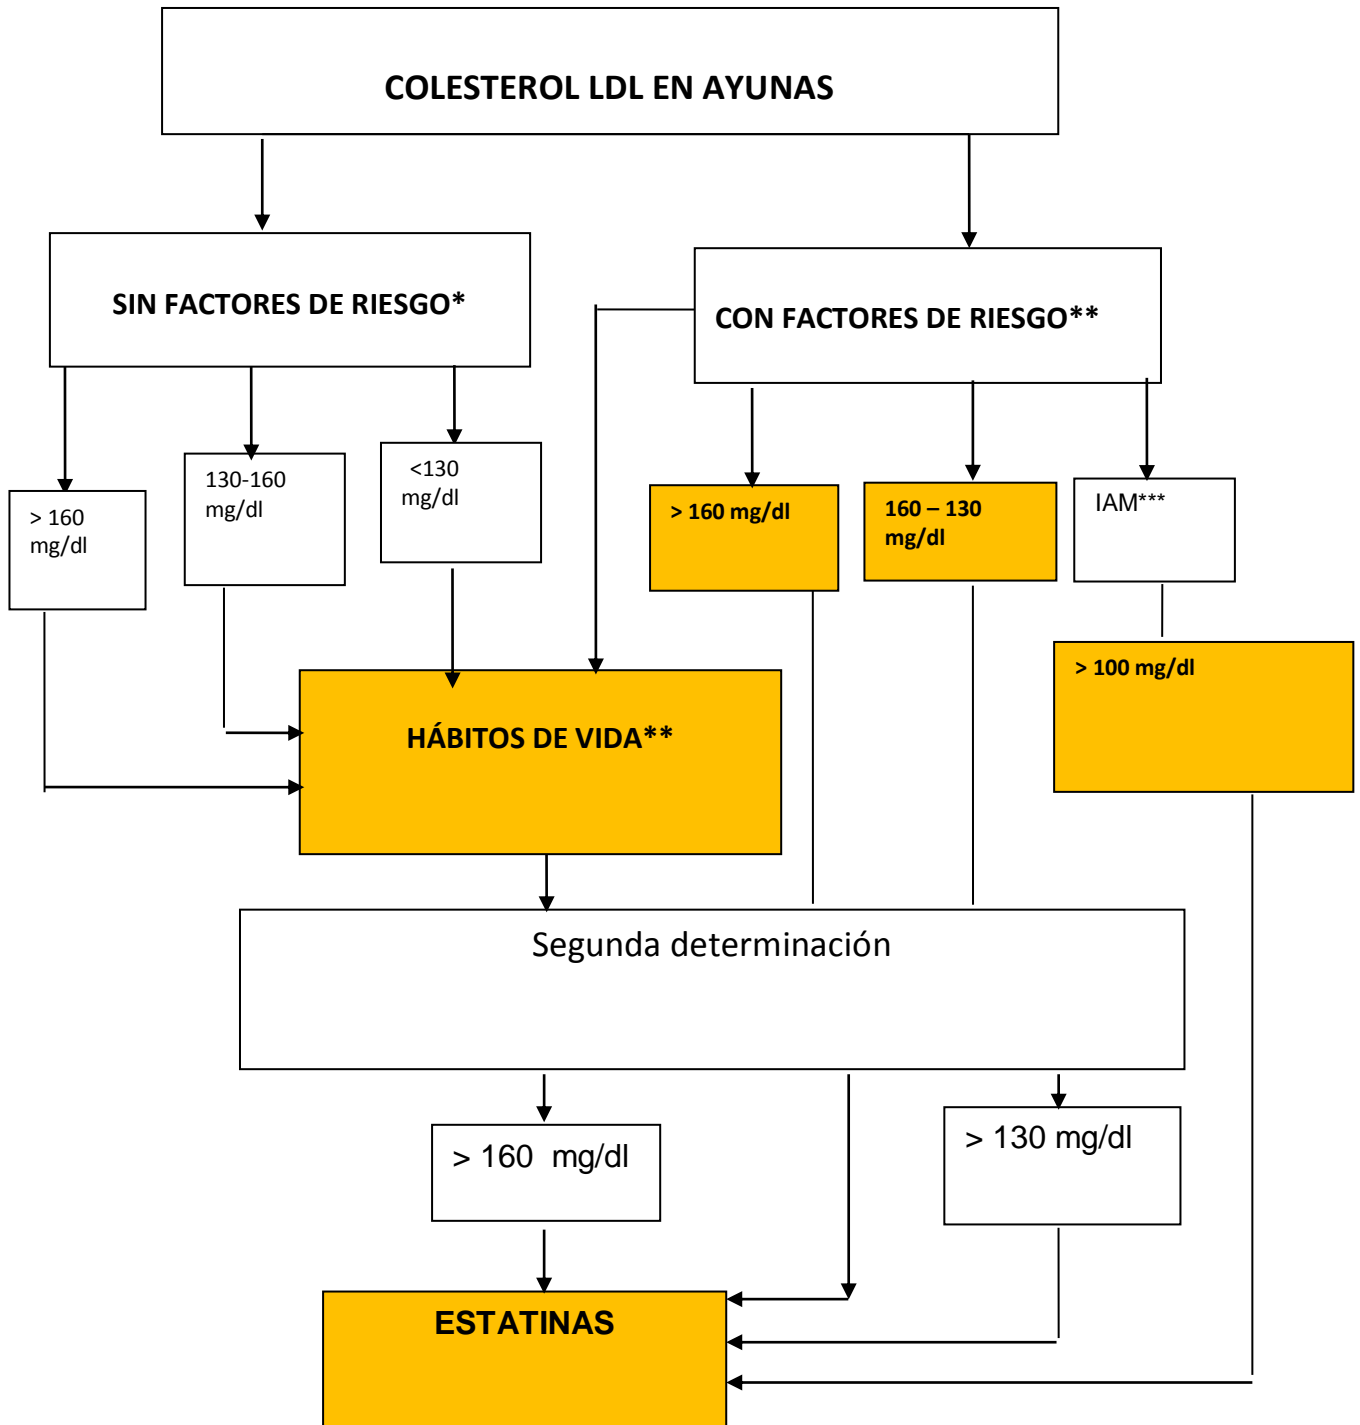 COLESTEROL LDL EN AYUNAS
SIN FACTORES DE RIESGO*
CON FACTORES DE RIESGO**
> 160
mg/dl
130-160
mg/dl
<130
mg/dl
> 160 mg/dl
160 – 130
mg/dl
IAM***
> 100 mg/dl
HÁBITOS DE VIDA**
Segunda determinación
> 160  mg/dl
> 130 mg/dl
ESTATINAS